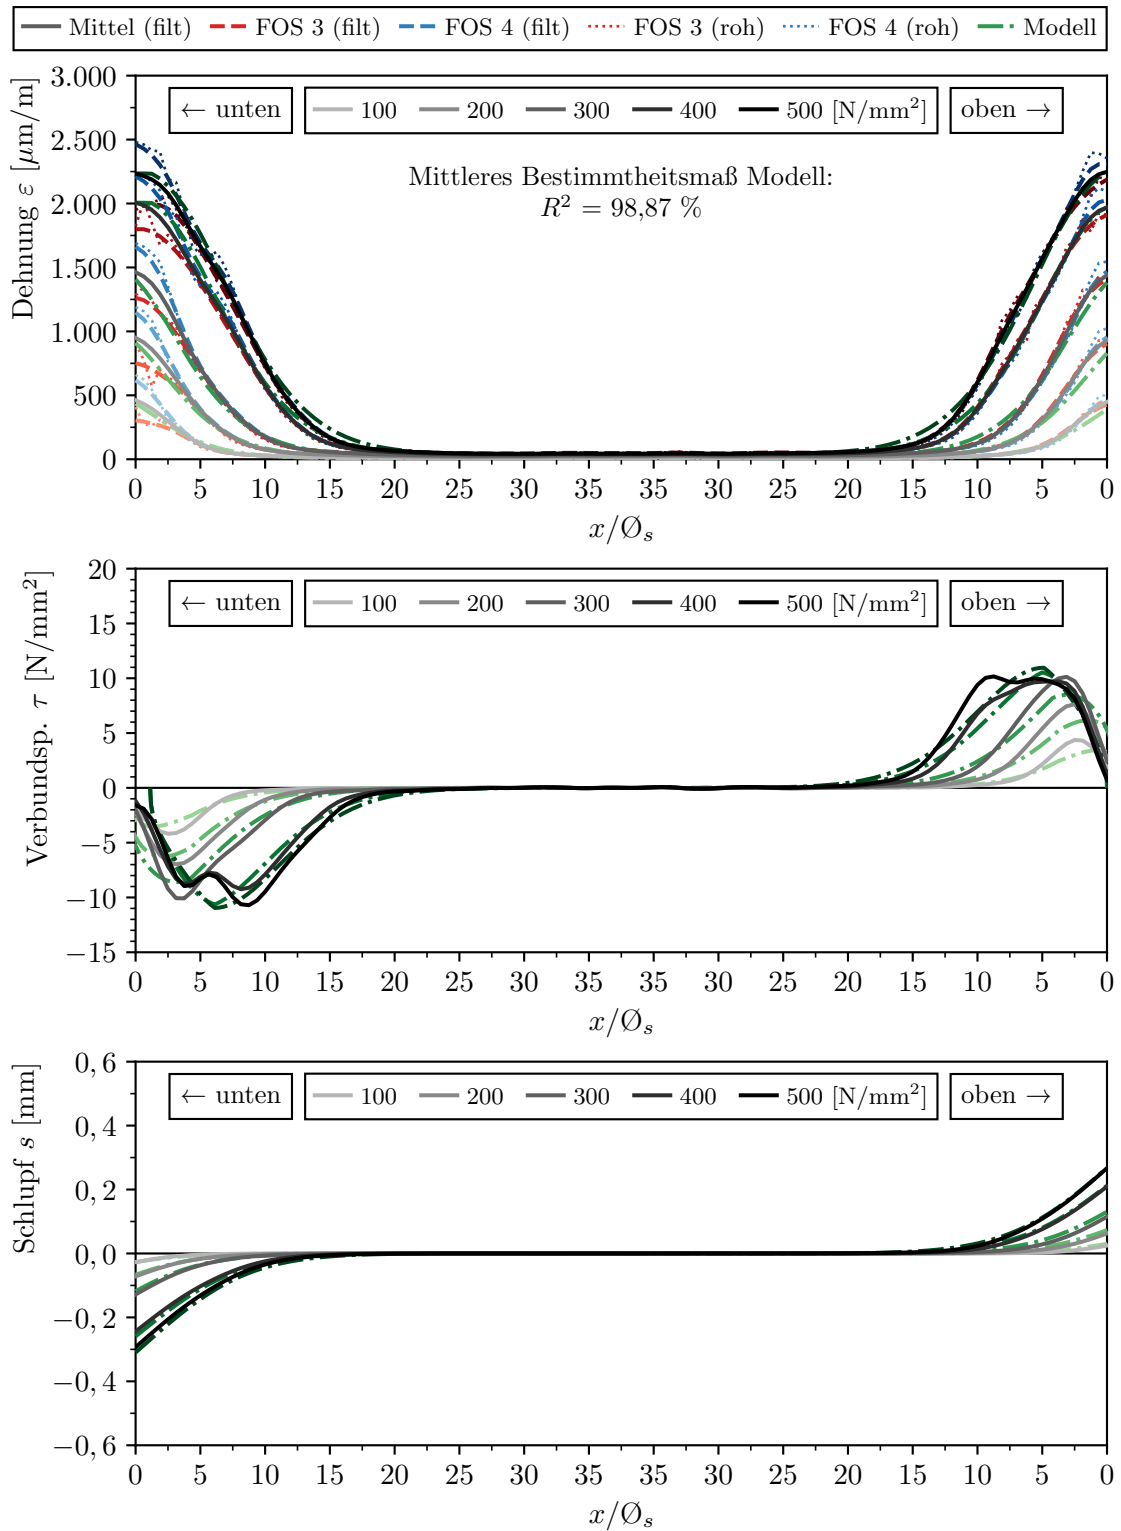 Mittel (filt) FOS 3 (filt) FOS 4 (filt) FOS 3 (roh) FOS 4 (roh) Modell
← unten 100 200 300 400 500 [N/mm²] oben →
Mittleres Bestimmtheitsmaß Modell:
R² = 98,87 %
Dehnung ε [μm/m]
3.000
2.500
2.000
1.500
1.000
500
0
0 5 10 15 20 25 30 35 35 30 25 20 15 10 5 0
x/Øₛ
← unten 100 200 300 400 500 [N/mm²] oben →
Verbundsp. τ [N/mm²]
20
15
10
5
0
−5
−10
−15
0 5 10 15 20 25 30 35 35 30 25 20 15 10 5 0
x/Øₛ
← unten 100 200 300 400 500 [N/mm²] oben →
Schlupf s [mm]
0,6
0,4
0,2
0,0
−0,2
−0,4
−0,6
0 5 10 15 20 25 30 35 35 30 25 20 15 10 5 0
x/Øₛ